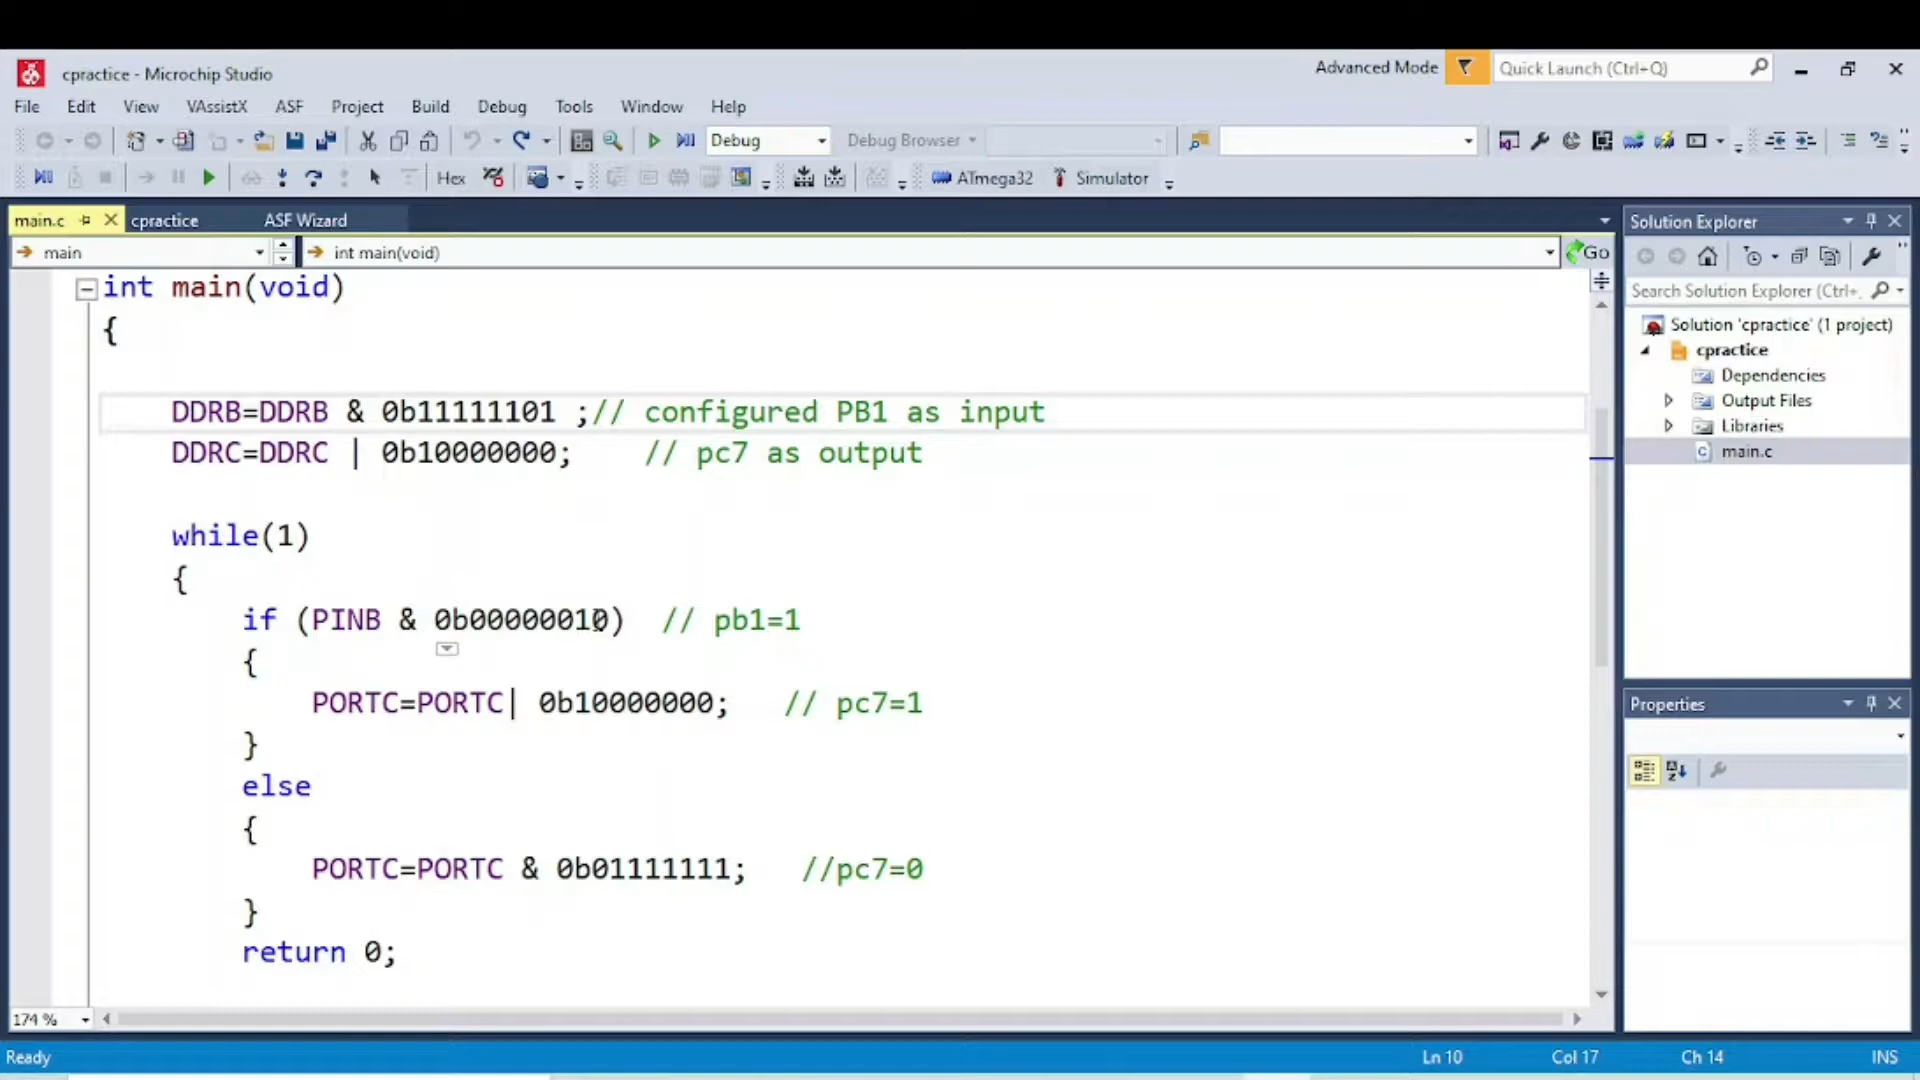 cpractice - Microchip Studio
Advanced Mode
Quick Launch (Ctrl+Q)
File Edit View VAssistX ASF Project Build Debug Tools Window Help
Debug Debug Browser
Hex ATmega32 Simulator
main.c cpractice ASF Wizard
main int main(void) Go
int main(void)
{
DDRB=DDRB & 0b11111101 ;// configured PB1 as input
DDRC=DDRC | 0b10000000; // pc7 as output
while(1)
{
if (PINB & 0b00000010) // pb1=1
{
PORTC=PORTC| 0b10000000; // pc7=1
}
else
{
PORTC=PORTC & 0b01111111; //pc7=0
}
return 0;
174 %
Solution Explorer
Search Solution Explorer (Ctrl+
Solution 'cpractice' (1 project)
cpractice
Dependencies
Output Files
Libraries
main.c
Properties
Ready Ln 10 Col 17 Ch 14 INS